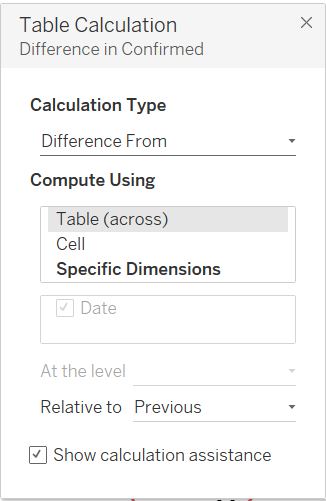 Table Calculation
Difference in Confirmed
Calculation Type
Difference From
Compute Using
Table (across)
Cell
Specific Dimensions
Date
At the level
Relative to Previous
Show calculation assistance